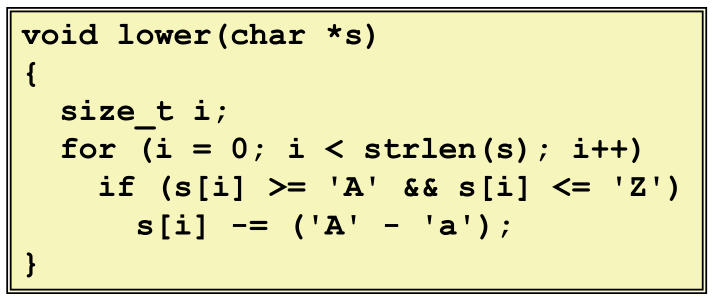 void lower(char *s)
{
  size_t i;
  for (i = 0; i < strlen(s); i++)
    if (s[i] >= 'A' && s[i] <= 'Z')
      s[i] -= ('A' - 'a');
}